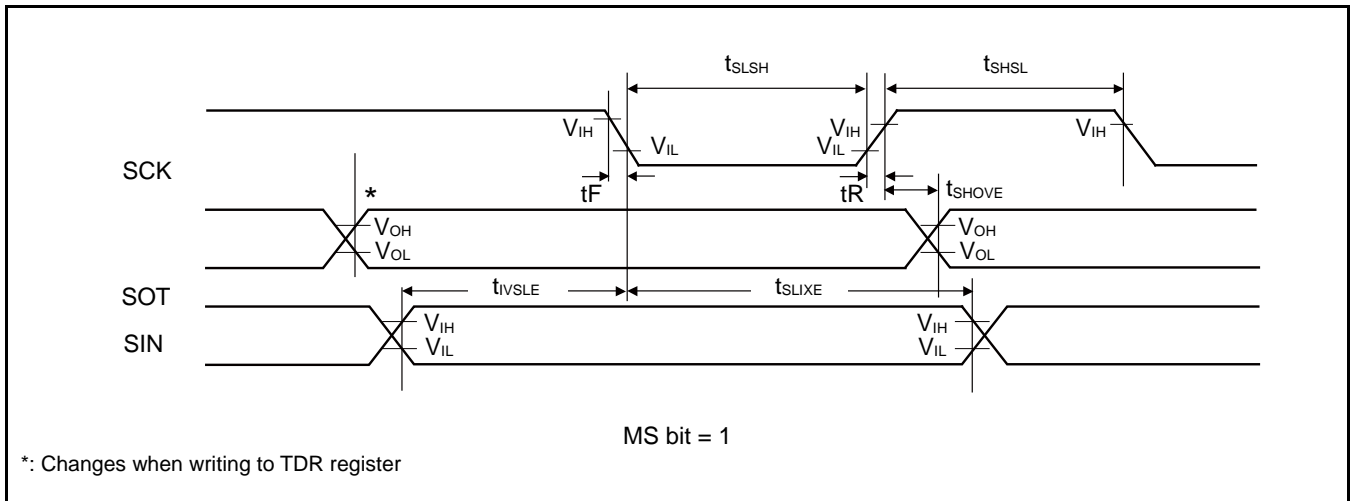 tSLSH
tSHSL
VIH
VIL
VIL
VIH
VIH
SCK
tF
tR
tSHOVE
*
VOH
VOL
VOH
VOL
SOT
tIVSLE
tSLIXE
SIN
VIH
VIL
VIH
VIL
MS bit = 1
*: Changes when writing to TDR register